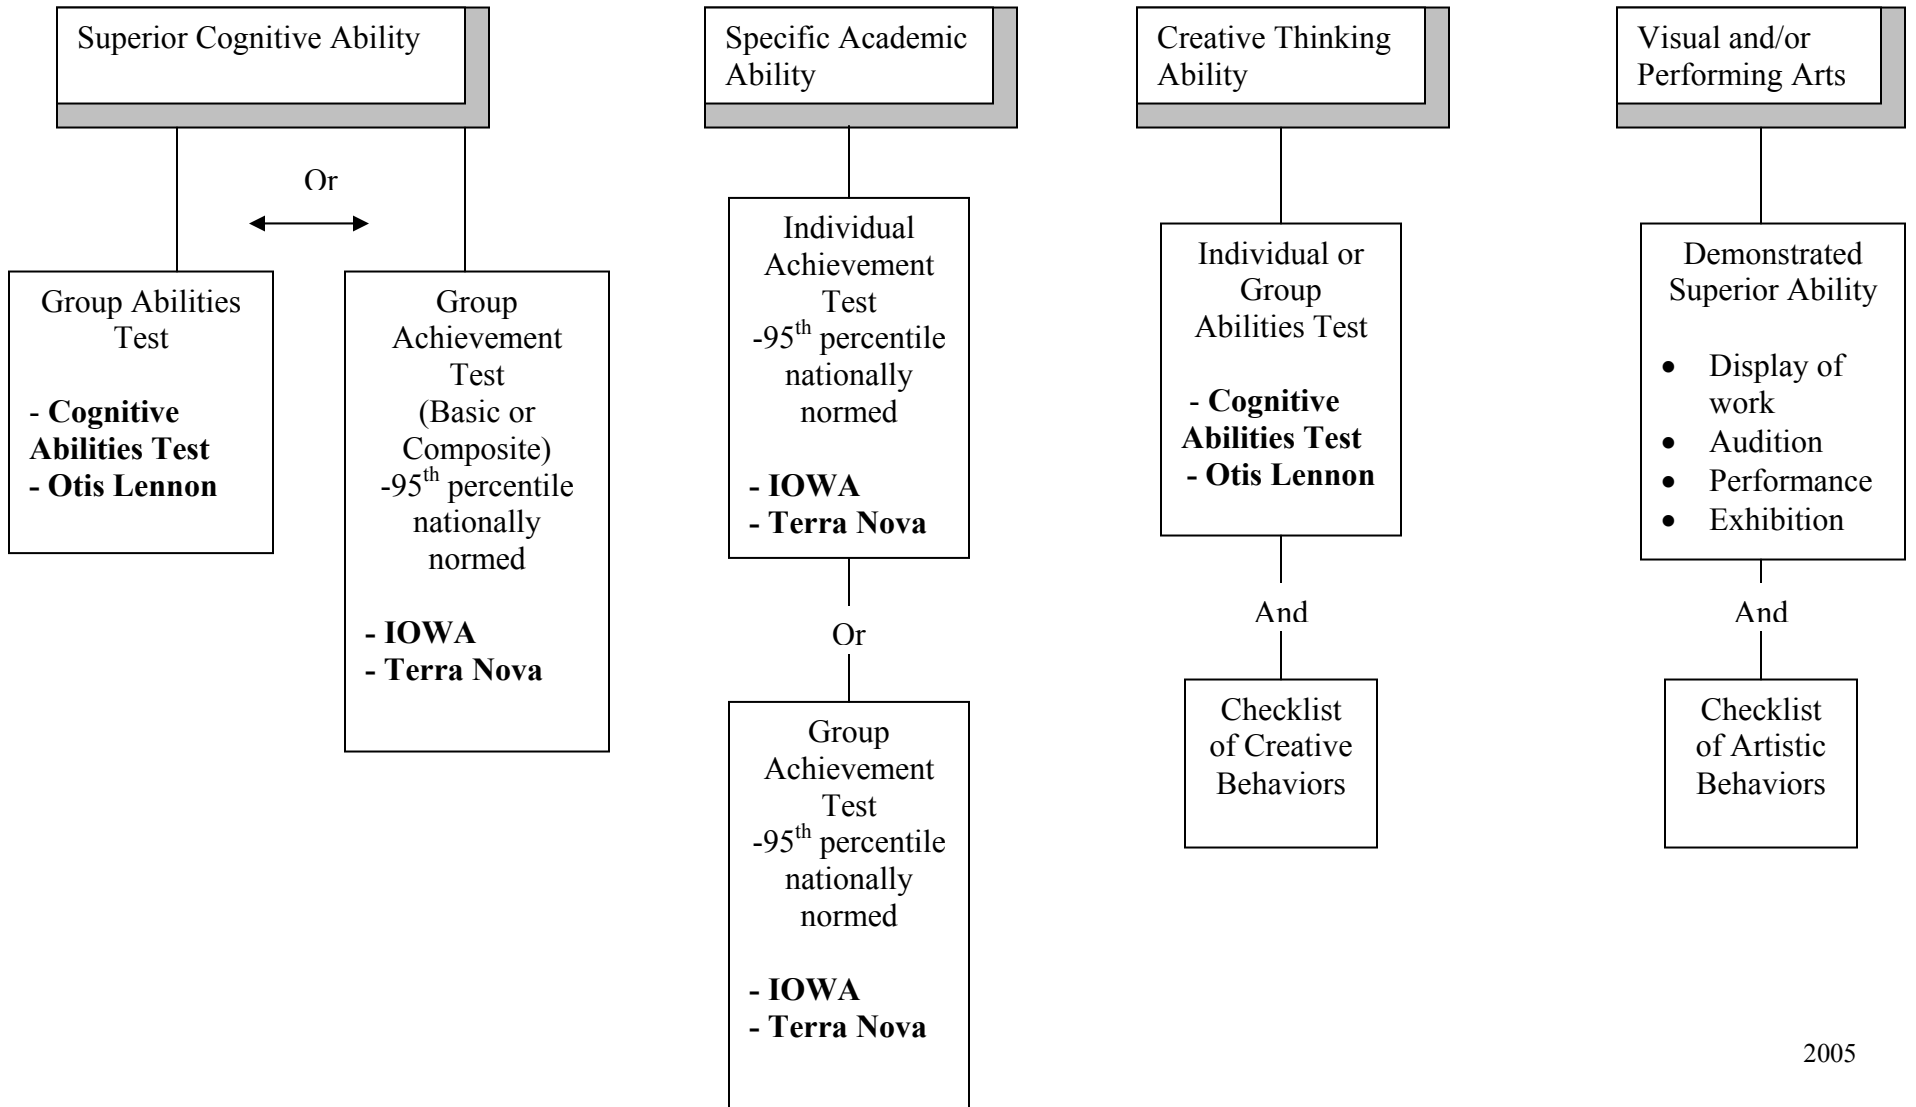 Superior Cognitive Ability
Or
Group Abilities
Test
- Cognitive
Abilities Test
- Otis Lennon
Group
Achievement
Test
(Basic or
Composite)
-95th percentile
nationally
normed
- IOWA
- Terra Nova
Specific Academic
Ability
Individual
Achievement
Test
-95th percentile
nationally
normed
- IOWA
- Terra Nova
Or
Group
Achievement
Test
-95th percentile
nationally
normed
- IOWA
- Terra Nova
Creative Thinking
Ability
Individual or
Group
Abilities Test
- Cognitive
Abilities Test
- Otis Lennon
And
Checklist
of Creative
Behaviors
Visual and/or
Performing Arts
Demonstrated
Superior Ability
• Display of
work
• Audition
• Performance
• Exhibition
And
Checklist
of Artistic
Behaviors
2005